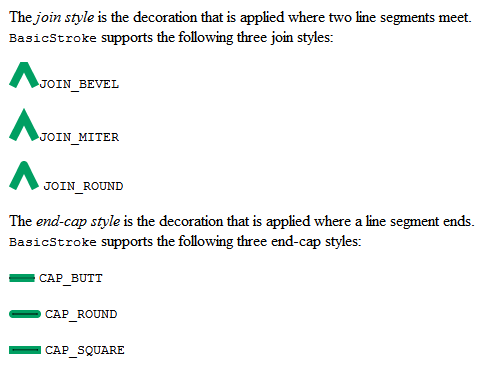 The join style is the decoration that is applied where two line segments meet.
BasicStroke supports the following three join styles:
JOIN_BEVEL
JOIN_MITER
JOIN_ROUND
The end-cap style is the decoration that is applied where a line segment ends.
BasicStroke supports the following three end-cap styles:
CAP_BUTT
CAP_ROUND
CAP_SQUARE